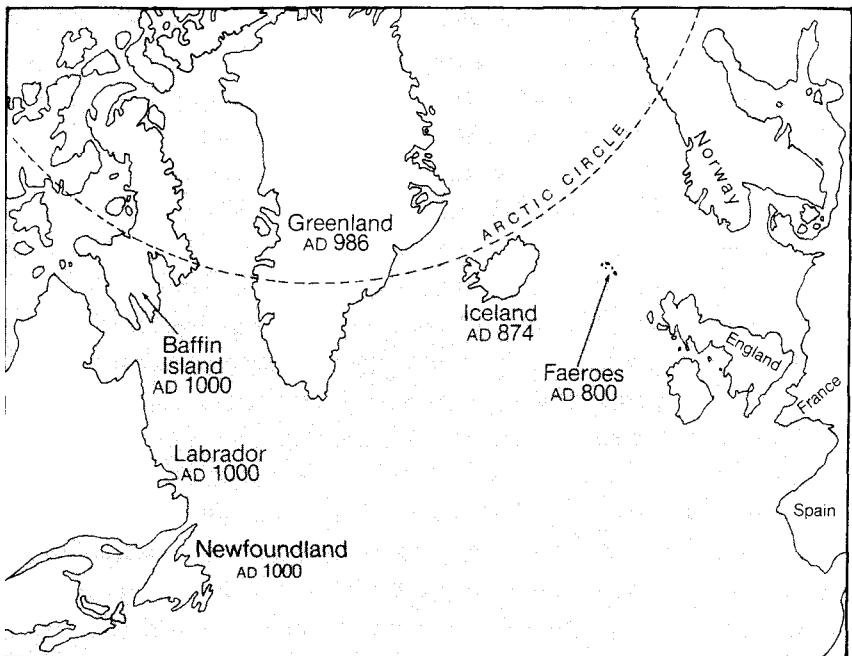 Norway
ARCTIC CIRCLE
Greenland
AD 986
Iceland
AD 874
Baffin
Island
AD 1000
England
Faeroes
AD 800
France
Labrador
AD 1000
Spain
Newfoundland
AD 1000